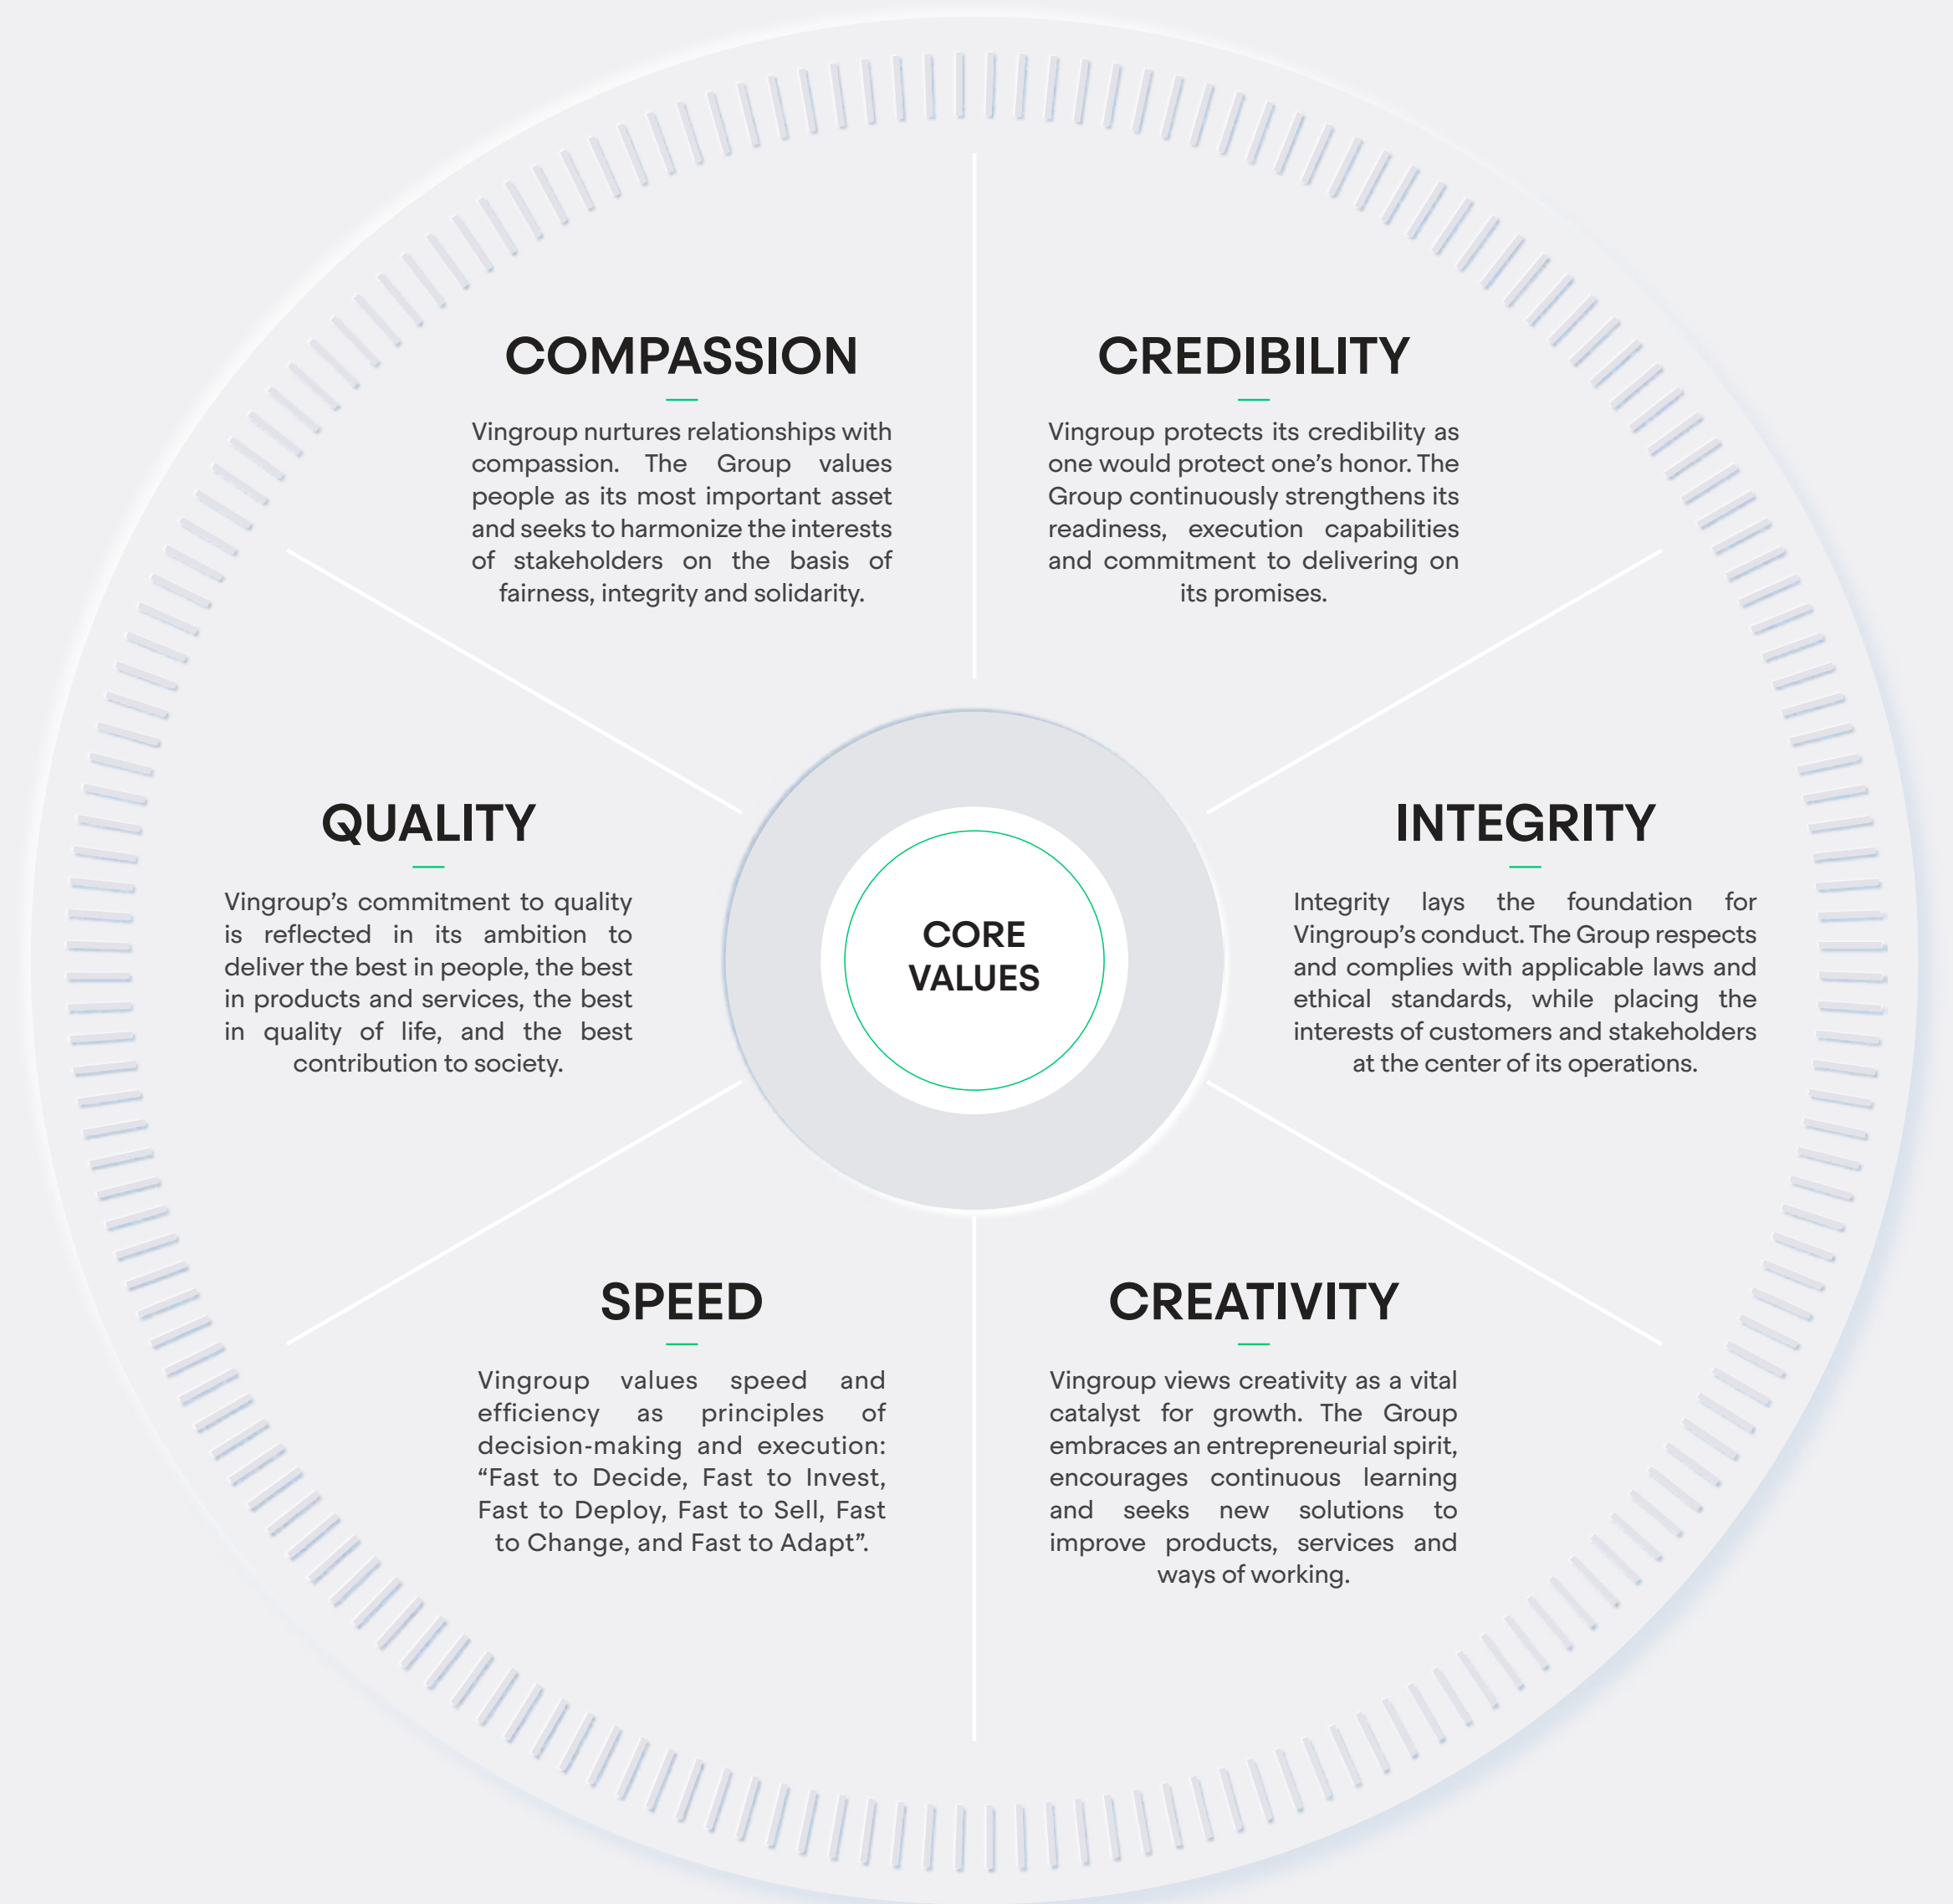 COMPASSION
Vingroup nurtures relationships with
compassion. The Group values
people as its most important asset
and seeks to harmonize the interests
of stakeholders on the basis of
fairness, integrity and solidarity.
CREDIBILITY
Vingroup protects its credibility as
one would protect one’s honor. The
Group continuously strengthens its
readiness, execution capabilities
and commitment to delivering on
its promises.
QUALITY
Vingroup’s commitment to quality
is reflected in its ambition to
deliver the best in people, the best
in products and services, the best
in quality of life, and the best
contribution to society.
CORE
VALUES
INTEGRITY
Integrity lays the foundation for
Vingroup’s conduct. The Group respects
and complies with applicable laws and
ethical standards, while placing the
interests of customers and stakeholders
at the center of its operations.
SPEED
Vingroup values speed and
efficiency as principles of
decision-making and execution:
“Fast to Decide, Fast to Invest,
Fast to Deploy, Fast to Sell, Fast
to Change, and Fast to Adapt”.
CREATIVITY
Vingroup views creativity as a vital
catalyst for growth. The Group
embraces an entrepreneurial spirit,
encourages continuous learning
and seeks new solutions to
improve products, services and
ways of working.